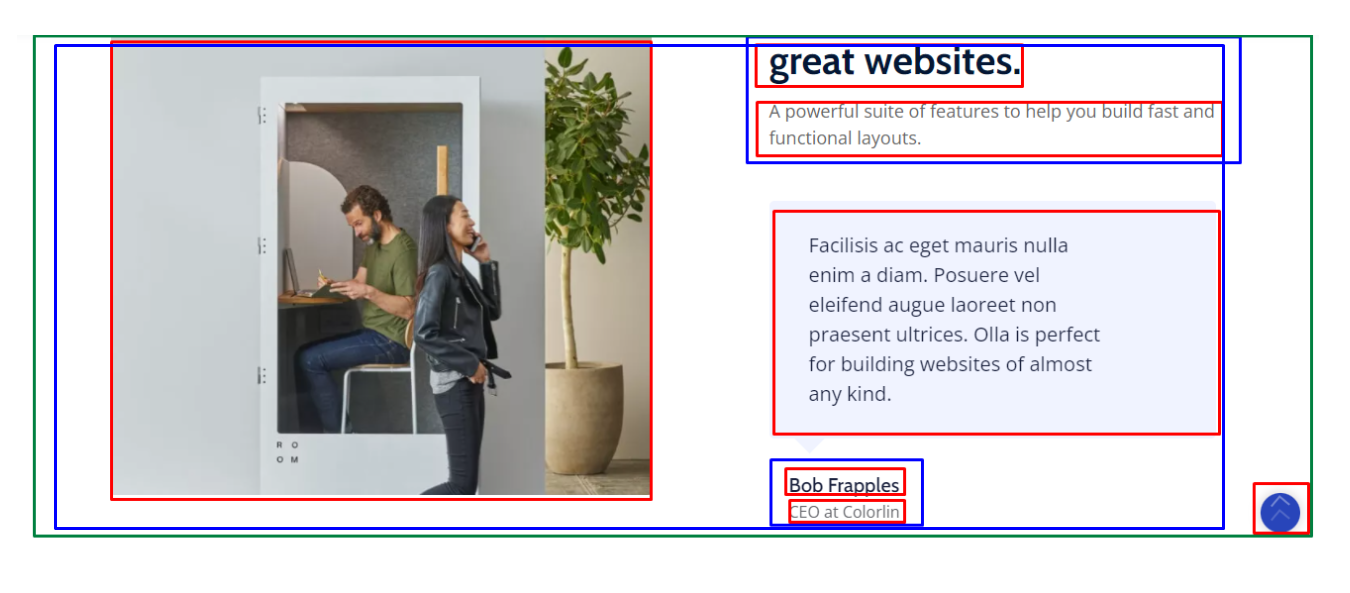 great websites.
A powerful suite of features to help you build fast and
functional layouts.
Facilisis ac eget mauris nulla
enim a diam. Posuere vel
eleifend augue laoreet non
praesent ultrices. Olla is perfect
for building websites of almost
any kind.
R O
O M
Bob Frapples
CEO at Colorlin